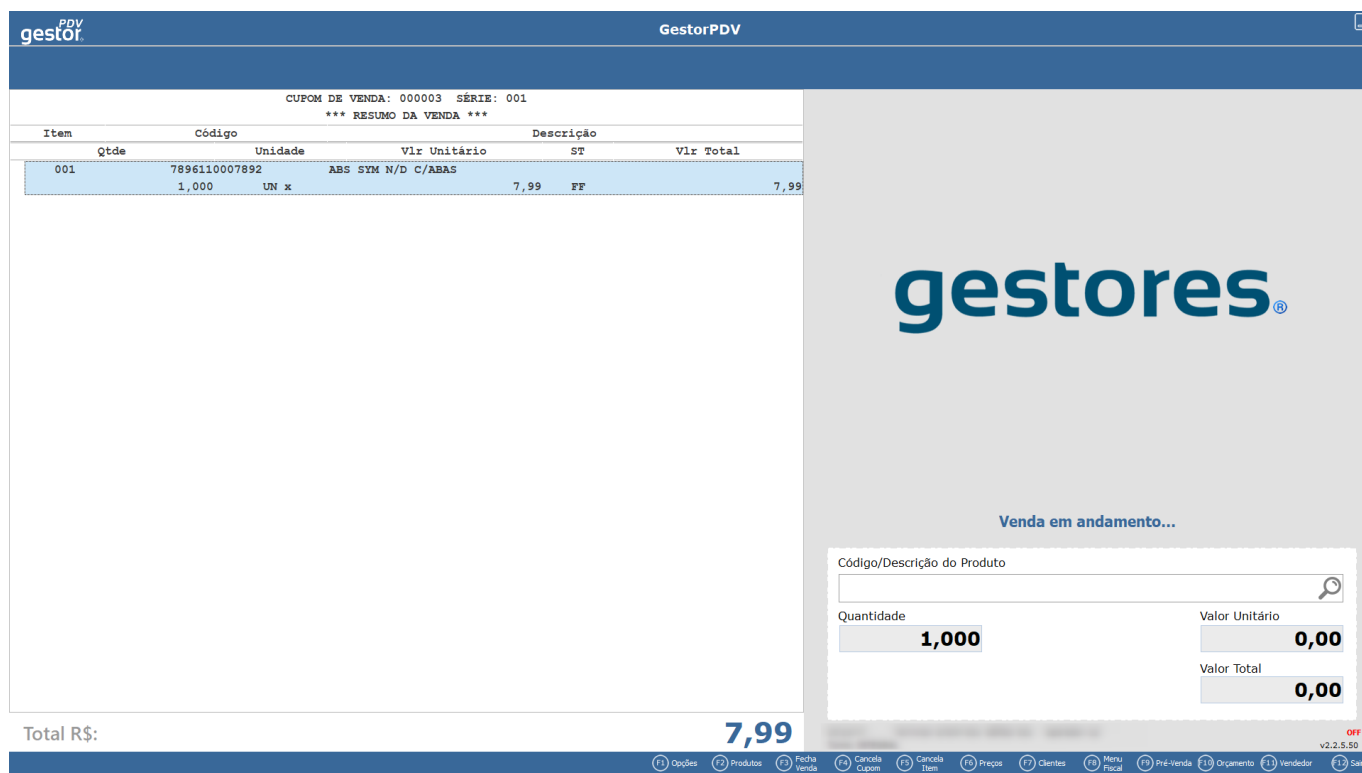 PDV
gestor.
GestorPDV
CUPOM DE VENDA: 000003 SÉRIE: 001
*** RESUMO DA VENDA ***
Item Código Descrição
Qtde Unidade Vlr Unitário ST Vlr Total
001 7896110007892 ABS SYM N/D C/ABAS
1,000 UN x 7,99 FF 7,99
gestores®
Venda em andamento...
Código/Descrição do Produto
Quantidade Valor Unitário
1,000 0,00
Valor Total
0,00
Total R$: 7,99
OFF
v2.2.5.50
F1 Opções F2 Produtos F3 Fecha Venda F4 Cancela Cupom F5 Cancela Item F6 Preços F7 Clientes F8 Menu Fiscal F9 Pré-Venda F10 Orçamento F11 Vendedor F12